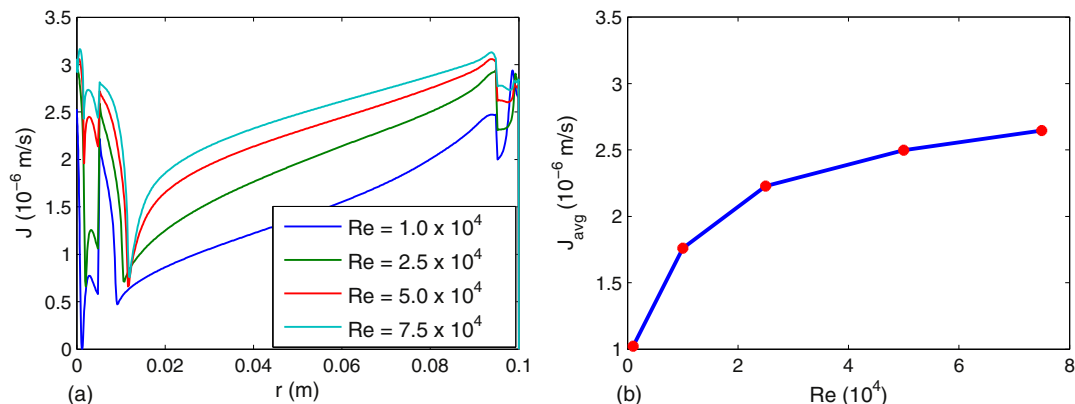 3.5
3
2.5
2
1.5
1
0.5
0
J (10⁻⁶ m/s)
Re = 1.0 x 10⁴
Re = 2.5 x 10⁴
Re = 5.0 x 10⁴
Re = 7.5 x 10⁴
0 0.02 0.04 0.06 0.08 0.1
(a) r (m)
3.5
3
2.5
2
1.5
1
J_avg (10⁻⁶ m/s)
0 2 4 6 8
(b) Re (10⁴)